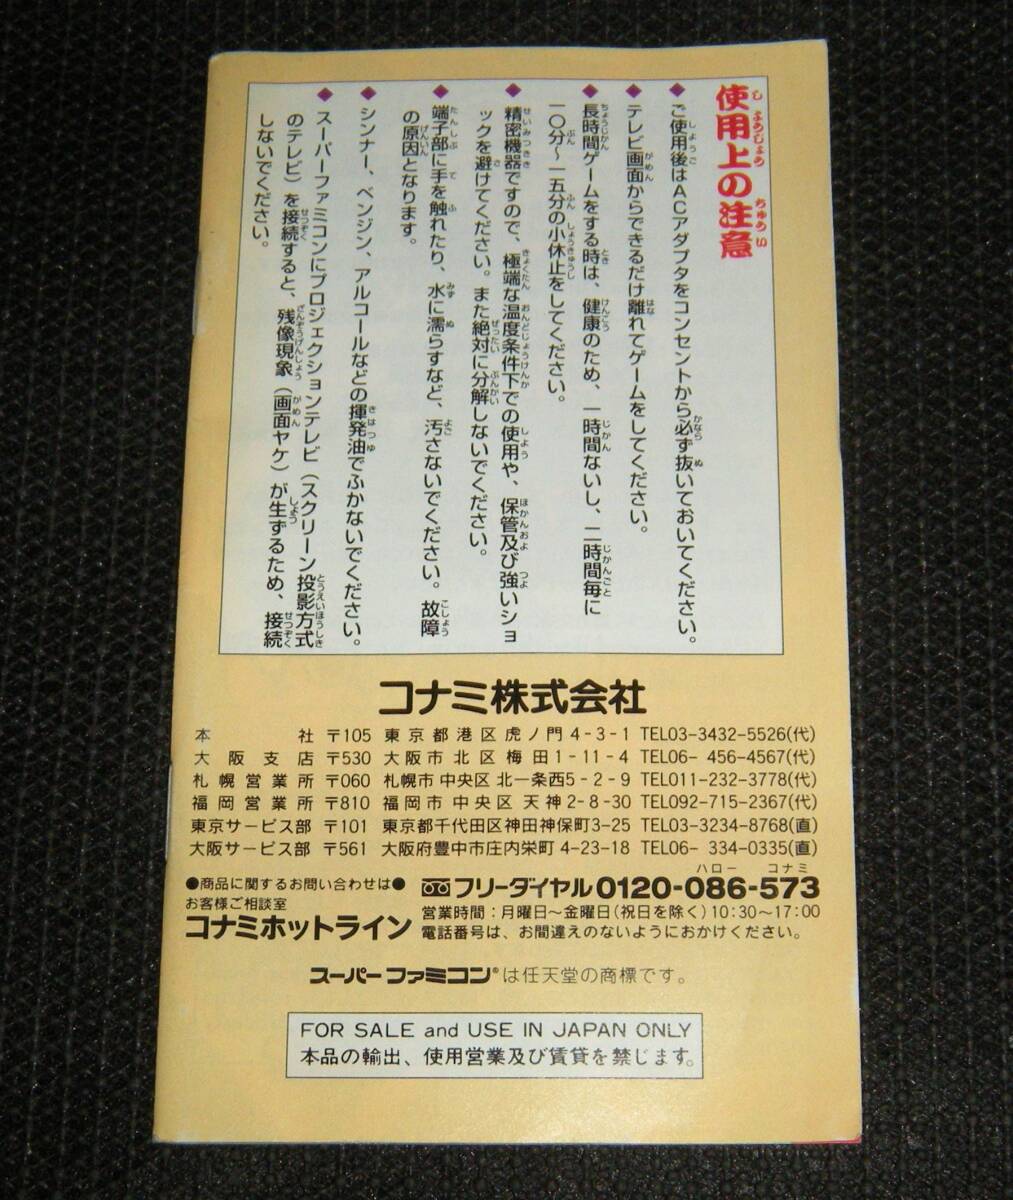 使用上の注意
◆ご使用後はACアダプタをコンセントから必ず抜いておいてください。
◆テレビ画面からできるだけ離れてゲームをしてください。
◆長時間ゲームをする時は、健康のため、一時間ないし、二時間毎に
一〇分～一五分の小休止をしてください。
◆精密機器ですので、極端な温度条件下での使用や、保管及び強いショ
ックを避けてください。また絶対に分解しないでください。
◆端子部に手を触れたり、水に濡らすなど、汚さないでください。故障
の原因となります。
◆シンナー、ベンジン、アルコールなどの揮発油でふかないでください。
◆スーパーファミコンにプロジェクションテレビ（スクリーン投影方式
のテレビ）を接続すると、残像現象（画面ヤケ）が生ずるため、接続
しないでください。
コナミ株式会社
本社 〒105 東京都港区虎ノ門4-3-1 TEL03-3432-5526(代)
大阪支店 〒530 大阪市北区梅田1-11-4 TEL06-456-4567(代)
札幌営業所 〒060 札幌市中央区北一条西5-2-9 TEL011-232-3778(代)
福岡営業所 〒810 福岡市中央区天神2-8-30 TEL092-715-2367(代)
東京サービス部 〒101 東京都千代田区神田神保町3-25 TEL03-3234-8768(直)
大阪サービス部 〒561 大阪府豊中市庄内栄町4-23-18 TEL06-334-0335(直)
●商品に関するお問い合わせは●
お客様ご相談室
コナミホットライン
ハロー コナミ
フリーダイヤル0120-086-573
営業時間：月曜日～金曜日(祝日を除く)10:30～17:00
電話番号は、お間違えのないようにおかけください。
スーパーファミコン®は任天堂の商標です。
FOR SALE and USE IN JAPAN ONLY
本品の輸出、使用営業及び賃貸を禁じます。